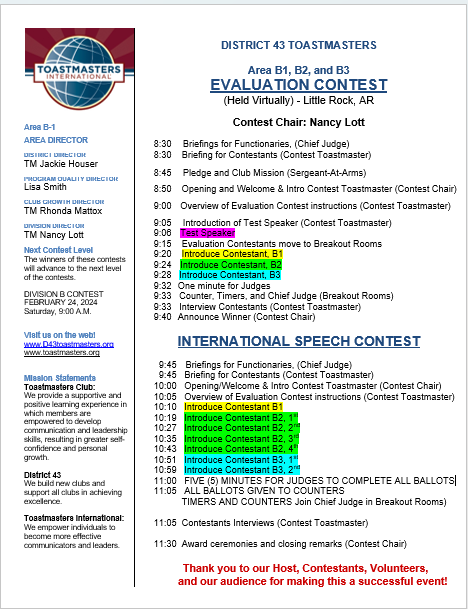 TOASTMASTERS
INTERNATIONAL
Area B-1
AREA DIRECTOR
DISTRICT DIRECTOR
TM Jackie Houser
PROGRAM QUALITY DIRECTOR
Lisa Smith
CLUB GROWTH DIRECTOR
TM Rhonda Mattox
DIVISION DIRECTOR
TM Nancy Lott
Next Contest Level
The winners of these contests
will advance to the next level
of the contests.
DIVISION B CONTEST
FEBRUARY 24, 2024
Saturday, 9:00 A.M.
Visit us on the web!
www.D43toastmasters.org
www.toastmasters.org
Mission Statements
Toastmasters Club:
We provide a supportive and
positive learning experience in
which members are
empowered to develop
communication and leadership
skills, resulting in greater self-
confidence and personal
growth.
District 43
We build new clubs and
support all clubs in achieving
excellence.
Toastmasters International:
We empower individuals to
become more effective
communicators and leaders.
DISTRICT 43 TOASTMASTERS
Area B1, B2, and B3
EVALUATION CONTEST
(Held Virtually) - Little Rock, AR
Contest Chair: Nancy Lott
8:30 Briefings for Functionaries, (Chief Judge)
8:30 Briefing for Contestants (Contest Toastmaster)
8:45 Pledge and Club Mission (Sergeant-At-Arms)
8:50 Opening and Welcome & Intro Contest Toastmaster (Contest Chair)
9:00 Overview of Evaluation Contest instructions (Contest Toastmaster)
9:05 Introduction of Test Speaker (Contest Toastmaster)
9:08 Test Speaker
9:15 Evaluation Contestants move to Breakout Rooms
9:20 Introduce Contestant, B1
9:24 Introduce Contestant, B2
9:28 Introduce Contestant, B3
9:32 One minute for Judges
9:33 Counter, Timers, and Chief Judge (Breakout Rooms)
9:33 Interview Contestants (Contest Toastmaster)
9:40 Announce Winner (Contest Chair)
INTERNATIONAL SPEECH CONTEST
9:45 Briefings for Functionaries, (Chief Judge)
9:45 Briefing for Contestants (Contest Toastmaster)
10:00 Opening/Welcome & Intro Contest Toastmaster (Contest Chair)
10:05 Overview of Evaluation Contest instructions (Contest Toastmaster)
10:10 Introduce Contestant B1
10:19 Introduce Contestant B2, 1st
10:27 Introduce Contestant B2, 2nd
10:35 Introduce Contestant B2, 3rd
10:43 Introduce Contestant B2, 4th
10:51 Introduce Contestant B3, 1st
10:59 Introduce Contestant B3, 2nd
11:00 FIVE (5) MINUTES FOR JUDGES TO COMPLETE ALL BALLOTS
11:05 ALL BALLOTS GIVEN TO COUNTERS
TIMERS AND COUNTERS Join Chief Judge in Breakout Rooms)
11:05 Contestants Interviews (Contest Toastmaster)
11:30 Award ceremonies and closing remarks (Contest Chair)
Thank you to our Host, Contestants, Volunteers,
and our audience for making this a successful event!